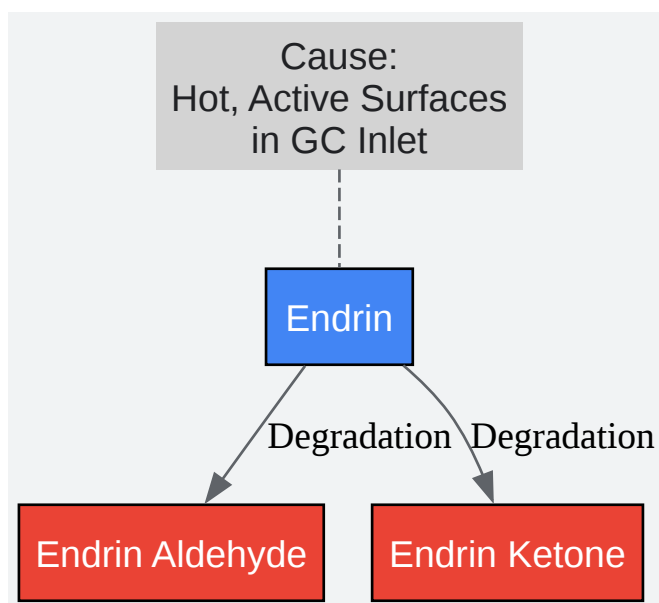 Cause:
Hot, Active Surfaces
in GC Inlet
Endrin
Degradation
Degradation
Endrin Aldehyde
Endrin Ketone